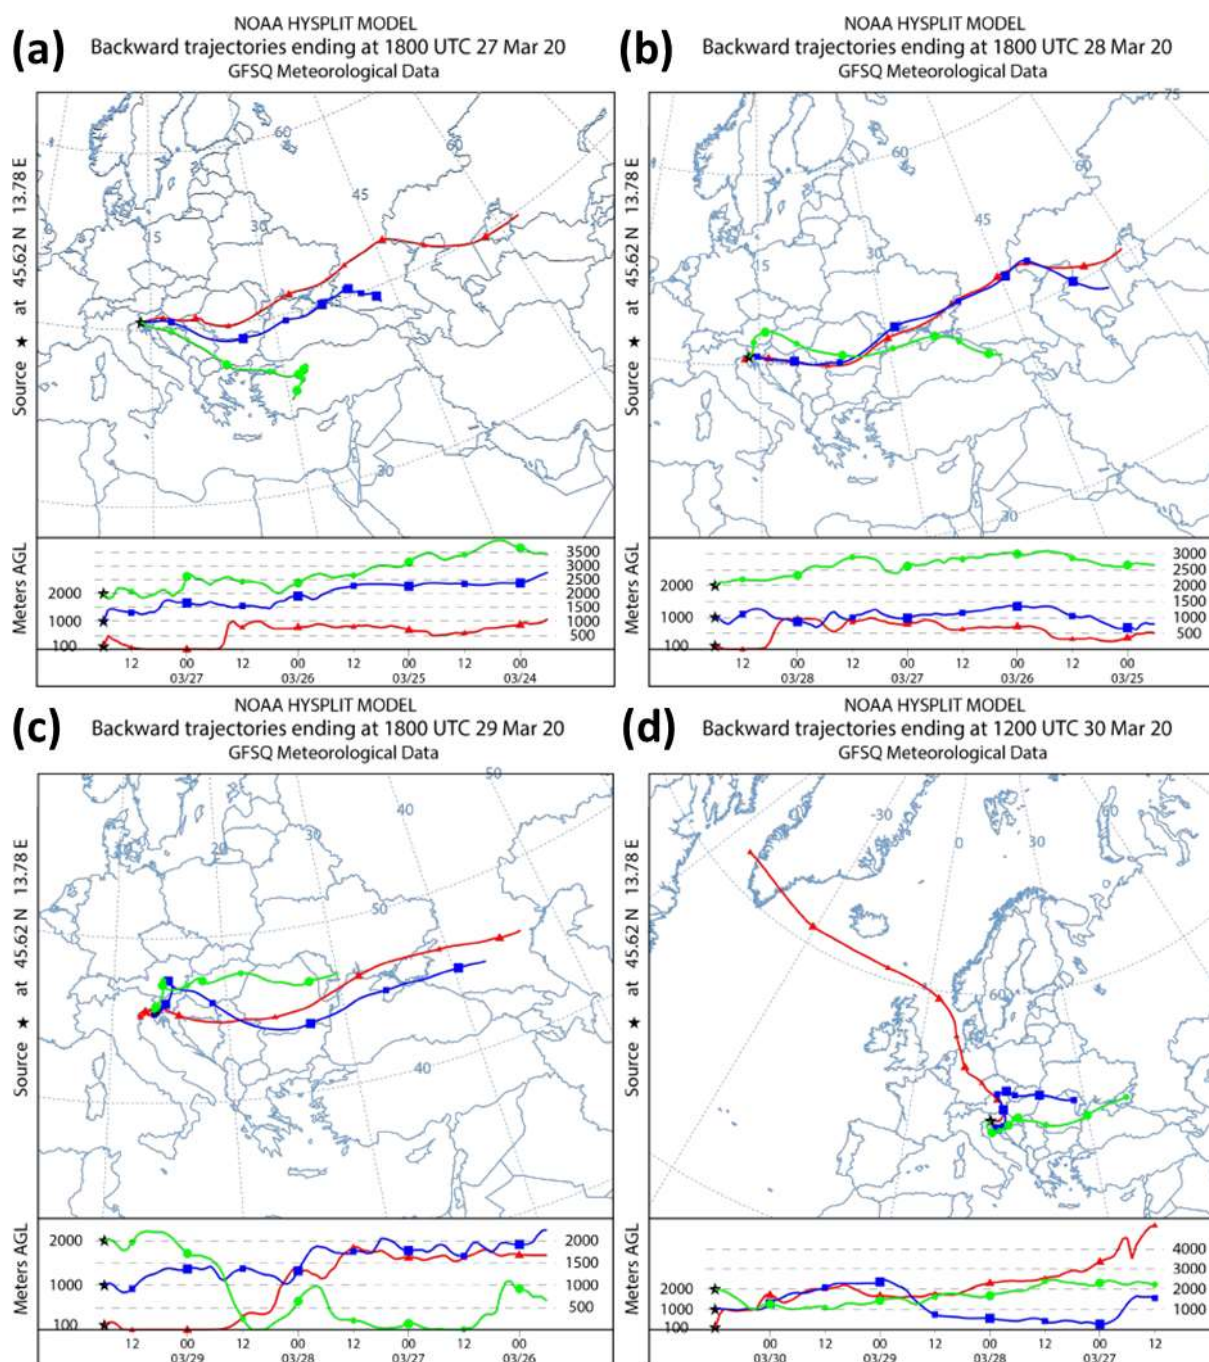 (a)
NOAA HYSPLIT MODEL
Backward trajectories ending at 1800 UTC 27 Mar 20
GFSQ Meteorological Data
Source ★ at 45.62 N 13.78 E
60
60
45
30
15
30
Meters AGL
2000
1000
100
3500
3000
2500
2000
1500
1000
500
12 00 12 00 12 00 12 00
03/27 03/26 03/25 03/24
(b)
NOAA HYSPLIT MODEL
Backward trajectories ending at 1800 UTC 28 Mar 20
GFSQ Meteorological Data
Source ★ at 45.62 N 13.78 E
75
60
60
45
30
15
30
Meters AGL
2000
1000
100
3000
2500
2000
1500
1000
500
12 00 12 00 12 00 12 00
03/28 03/27 03/26 03/25
(c)
NOAA HYSPLIT MODEL
Backward trajectories ending at 1800 UTC 29 Mar 20
GFSQ Meteorological Data
Source ★ at 45.62 N 13.78 E
50
40
30
20
50
40
Meters AGL
2000
1000
100
2000
1500
1000
500
12 00 12 00 12 00 12 00
03/29 03/28 03/27 03/26
(d)
NOAA HYSPLIT MODEL
Backward trajectories ending at 1200 UTC 30 Mar 20
GFSQ Meteorological Data
Source ★ at 45.62 N 13.78 E
-30
0
30
60
60
Meters AGL
2000
1000
100
4000
3000
2000
1000
00 12 00 12 00 12 00 12
03/30 03/29 03/28 03/27